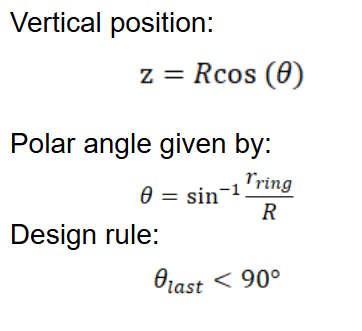 Vertical position:
z = Rcos (θ)
Polar angle given by:
θ = sin⁻¹ r_ring / R
Design rule:
θ_last < 90°